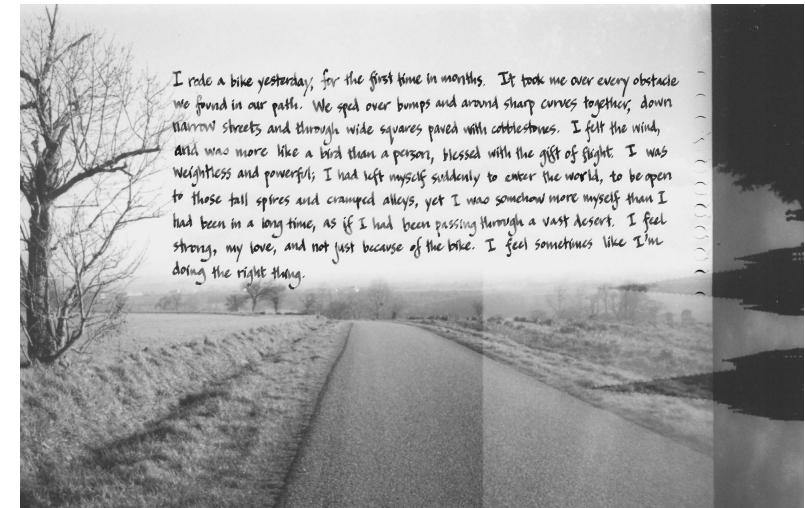 I rode a bike yesterday, for the first time in months. It took me over every obstacle
we found in our path. We sped over bumps and around sharp curves together, down
narrow streets and through wide squares paved with cobblestones. I felt the wind,
and was more like a bird than a person, blessed with the gift of flight. I was
weightless and powerful; I had left myself suddenly to enter the world, to be open
to those tall spires and cramped alleys, yet I was somehow more myself than I
had been in a long time, as if I had been passing through a vast desert. I feel
strong, my love, and not just because of the bike. I feel sometimes like I'm
doing the right thing.